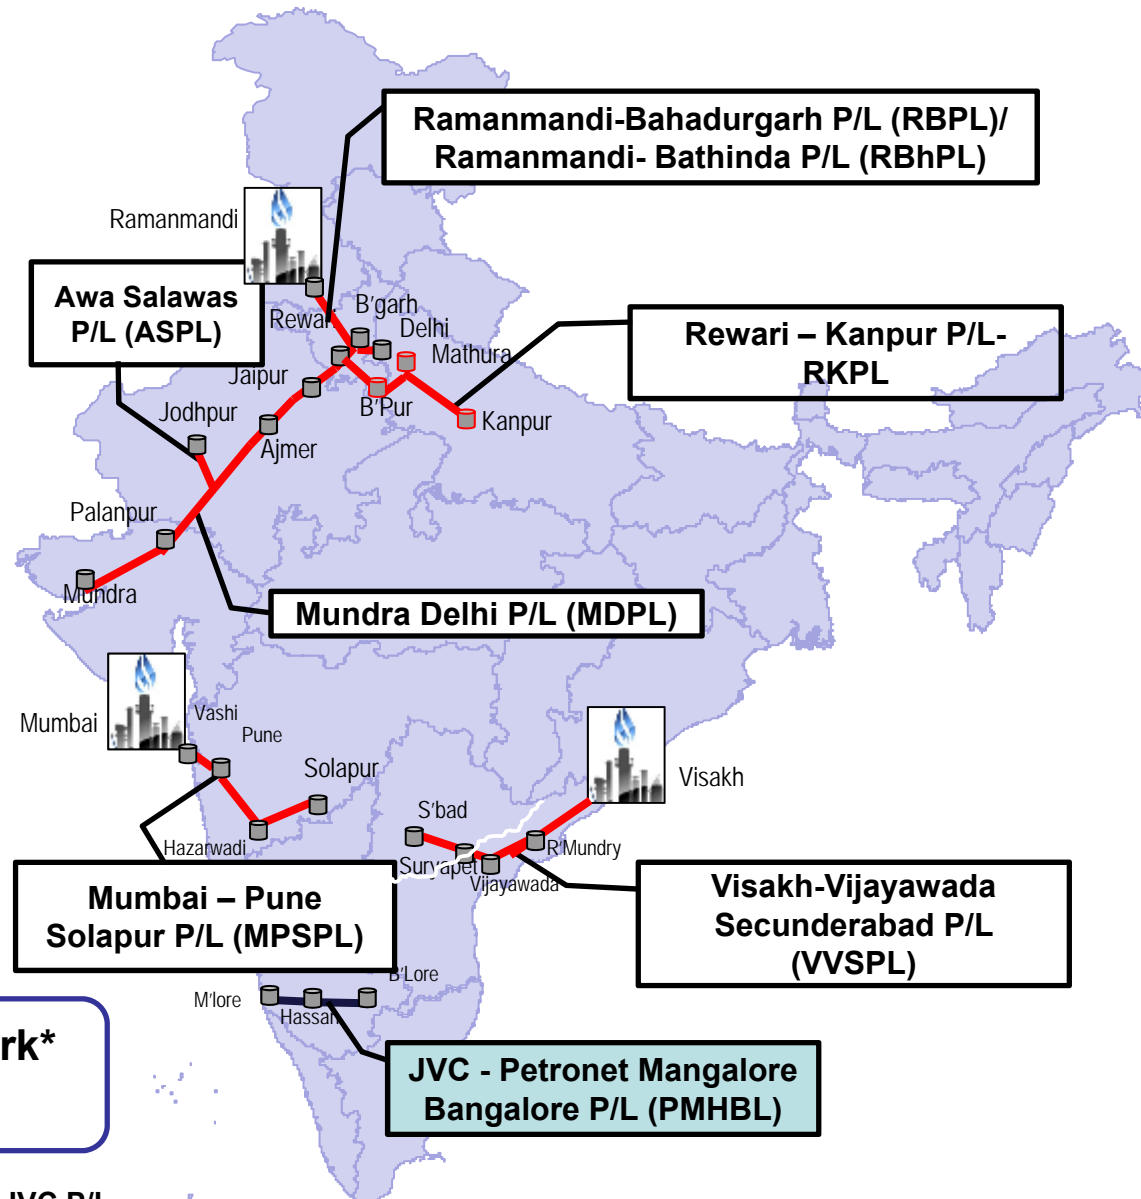 Ramanmandi-Bahadurgarh P/L (RBPL)/
Ramanmandi- Bathinda P/L (RBhPL)
Ramanmandi
Awa Salawas
P/L (ASPL)
B'garh
Rewari
Delhi
Mathura
Rewari – Kanpur P/L-
RKPL
Jaipur
B'Pur
Kanpur
Jodhpur
Ajmer
Palanpur
Mundra
Mundra Delhi P/L (MDPL)
Mumbai
Vashi
Pune
Solapur
Visakh
S'bad
Hazarwadi
R'Mundry
Suryapet
Vijayawada
Mumbai – Pune
Solapur P/L (MPSPL)
Visakh-Vijayawada
Secunderabad P/L
(VVSPL)
B'Lore
M'lore
Hassan
rk*
JVC - Petronet Mangalore
Bangalore P/L (PMHBL)
JVC P/L